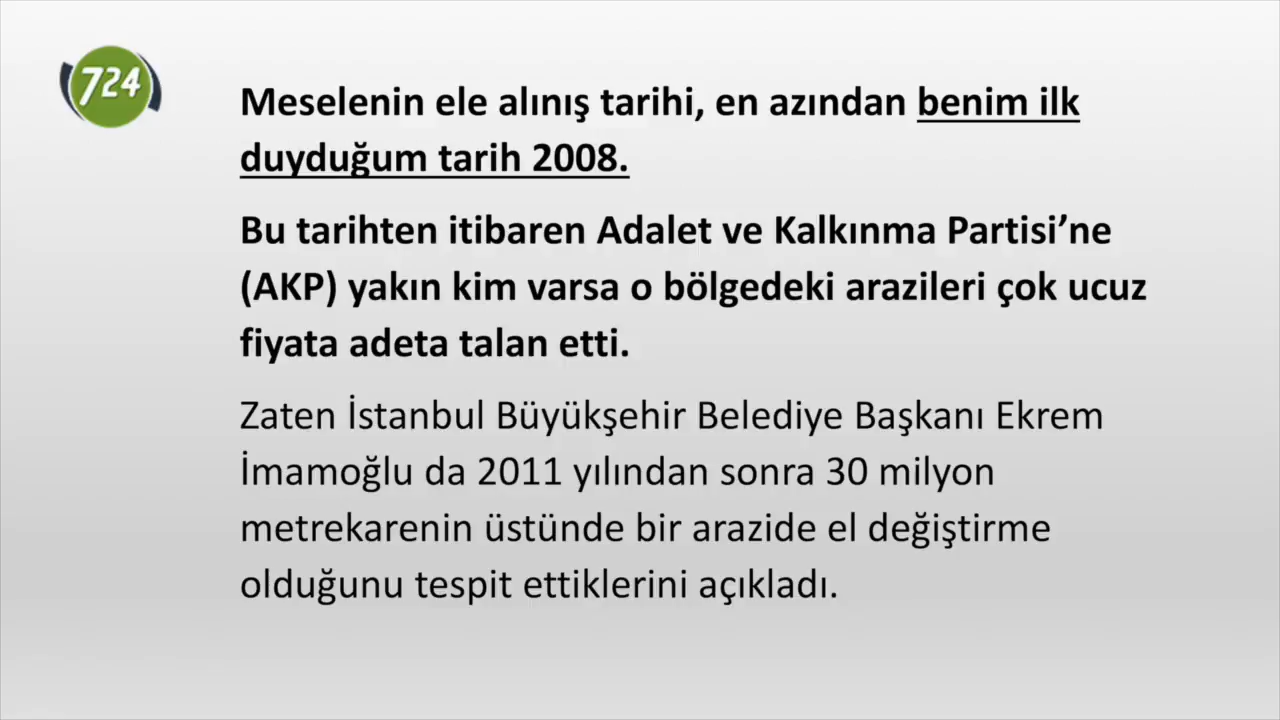 724
Meselenin ele alınış tarihi, en azından benim ilk
duyduğum tarih 2008.
Bu tarihten itibaren Adalet ve Kalkınma Partisi’ne
(AKP) yakın kim varsa o bölgedeki arazileri çok ucuz
fiyata adeta talan etti.
Zaten İstanbul Büyükşehir Belediye Başkanı Ekrem
İmamoğlu da 2011 yılından sonra 30 milyon
metrekarenin üstünde bir arazide el değiştirme
olduğunu tespit ettiklerini açıkladı.